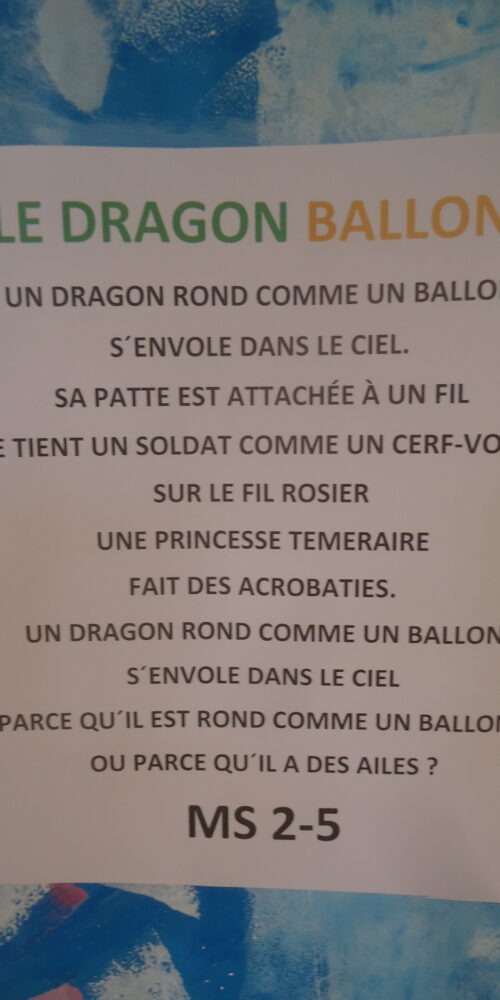 LE DRAGON BALLON
UN DRAGON ROND COMME UN BALLO
S´ENVOLE DANS LE CIEL.
SA PATTE EST ATTACHÉE À UN FIL
E TIENT UN SOLDAT COMME UN CERF-VO
SUR LE FIL ROSIER
UNE PRINCESSE TEMERAIRE
FAIT DES ACROBATIES.
UN DRAGON ROND COMME UN BALLON
S´ENVOLE DANS LE CIEL
PARCE QU´IL EST ROND COMME UN BALLON
OU PARCE QU´IL A DES AILES ?
MS 2-5